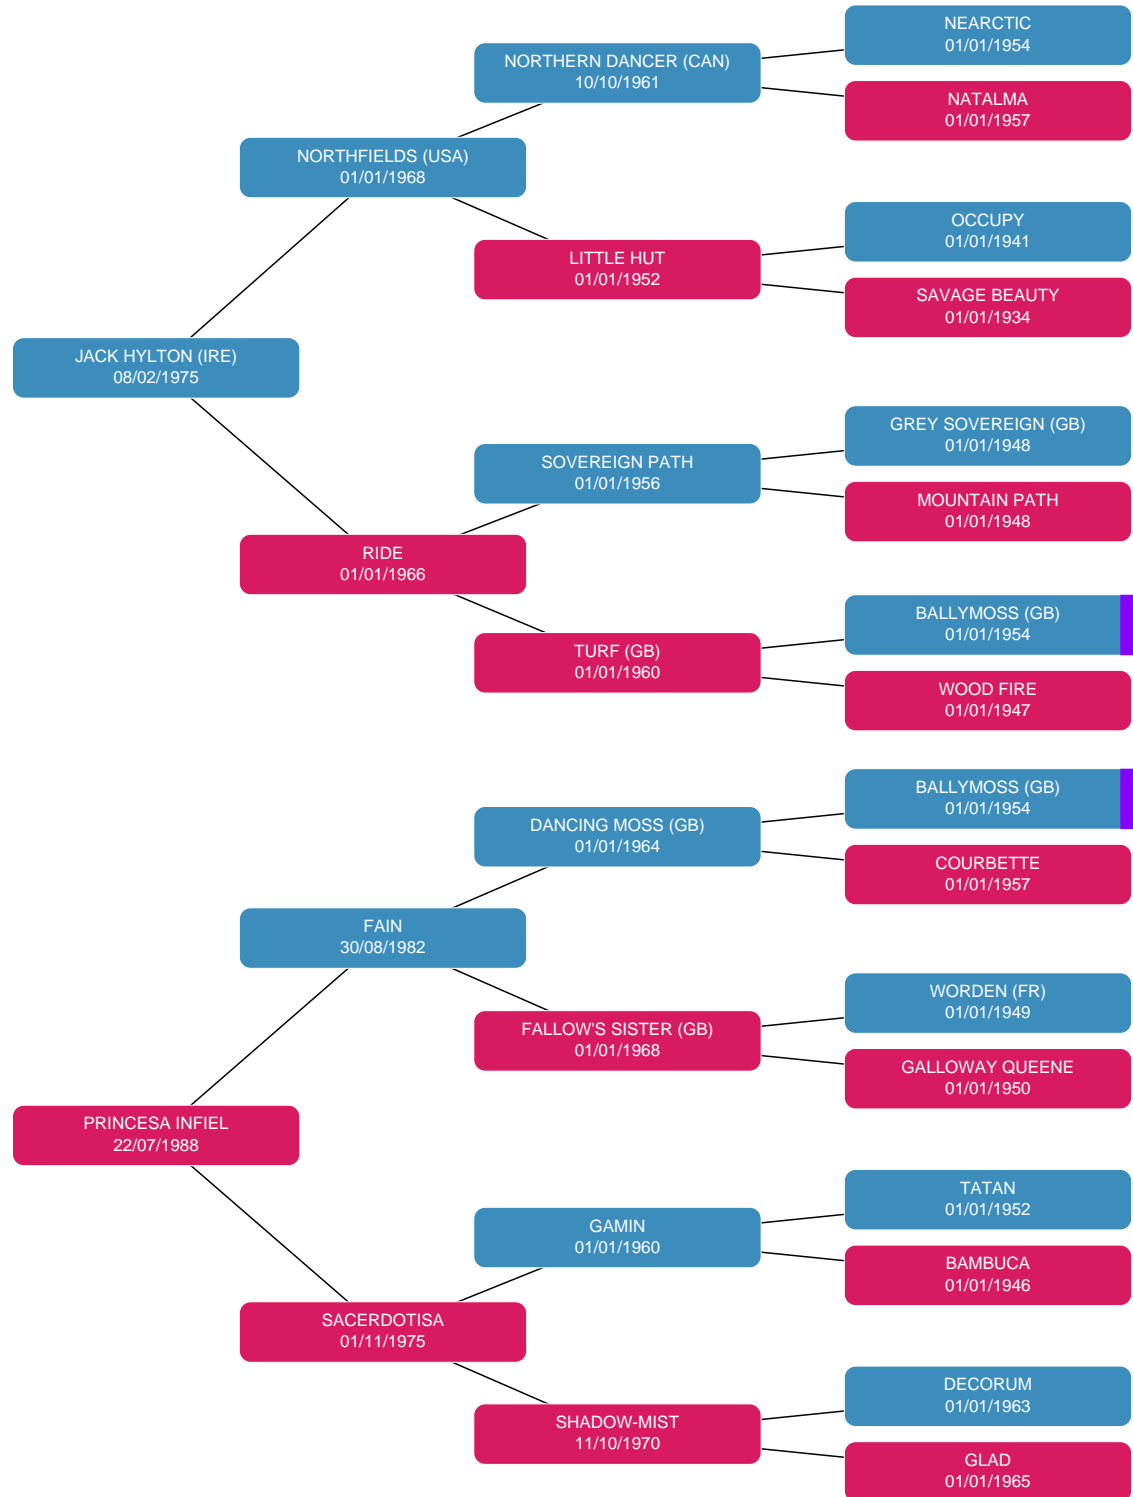 NEARCTIC
01/01/1954
NORTHERN DANCER (CAN)
10/10/1961
NATALMA
01/01/1957
NORTHFIELDS (USA)
01/01/1968
OCCUPY
01/01/1941
LITTLE HUT
01/01/1952
SAVAGE BEAUTY
01/01/1934
JACK HYLTON (IRE)
08/02/1975
GREY SOVEREIGN (GB)
01/01/1948
SOVEREIGN PATH
01/01/1956
MOUNTAIN PATH
01/01/1948
RIDE
01/01/1966
BALLYMOSS (GB)
01/01/1954
TURF (GB)
01/01/1960
WOOD FIRE
01/01/1947
BALLYMOSS (GB)
01/01/1954
DANCING MOSS (GB)
01/01/1964
COURBETTE
01/01/1957
FAIN
30/08/1982
WORDEN (FR)
01/01/1949
FALLOW'S SISTER (GB)
01/01/1968
GALLOWAY QUEENE
01/01/1950
PRINCESA INFIEL
22/07/1988
TATAN
01/01/1952
GAMIN
01/01/1960
BAMBUCA
01/01/1946
SACERDOTISA
01/11/1975
DECORUM
01/01/1963
SHADOW-MIST
11/10/1970
GLAD
01/01/1965